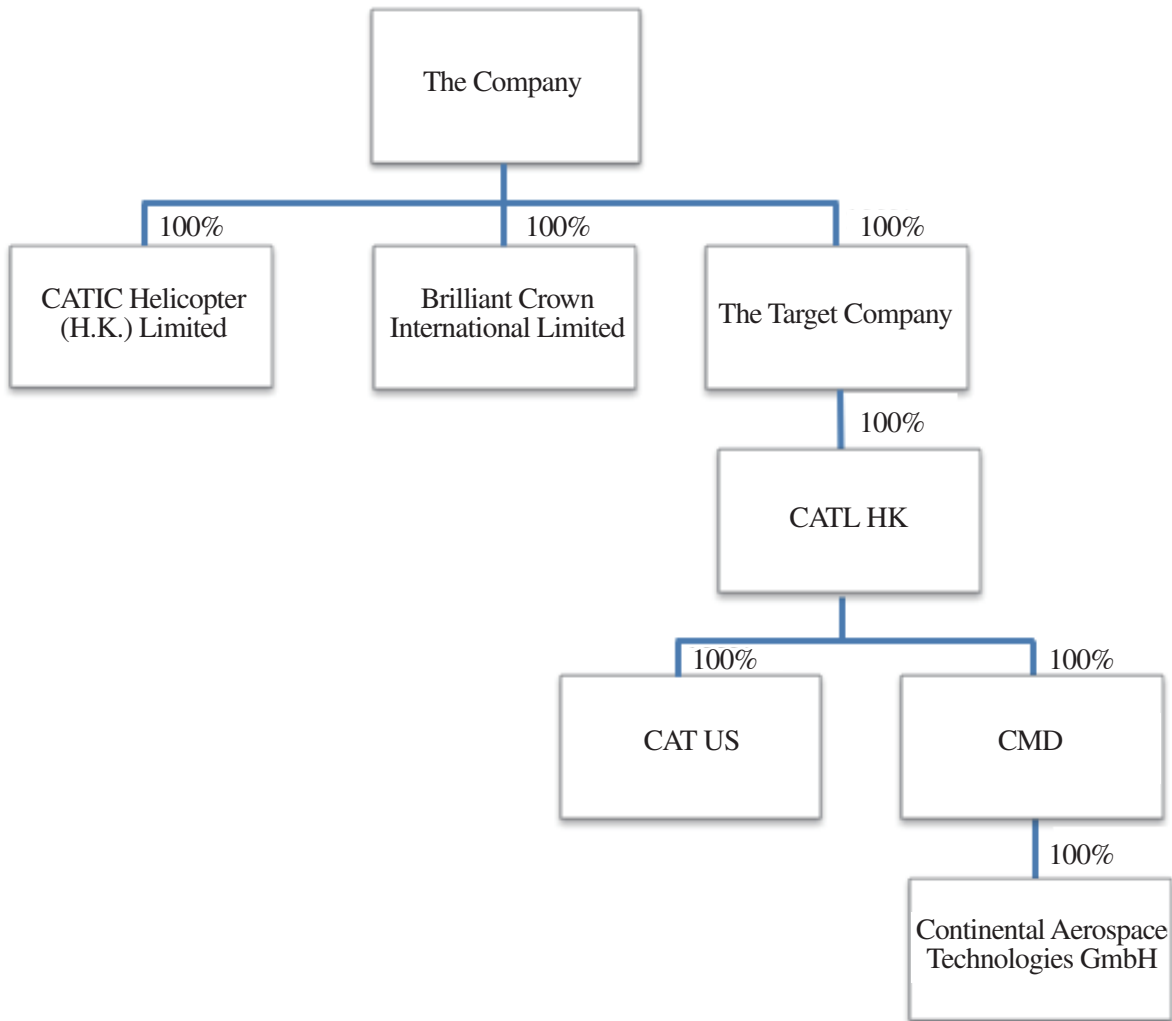 The Company
100%
100%
100%
CATIC Helicopter
(H.K.) Limited
Brilliant Crown
International Limited
The Target Company
100%
CATL HK
100%
100%
CAT US
CMD
100%
Continental Aerospace
Technologies GmbH